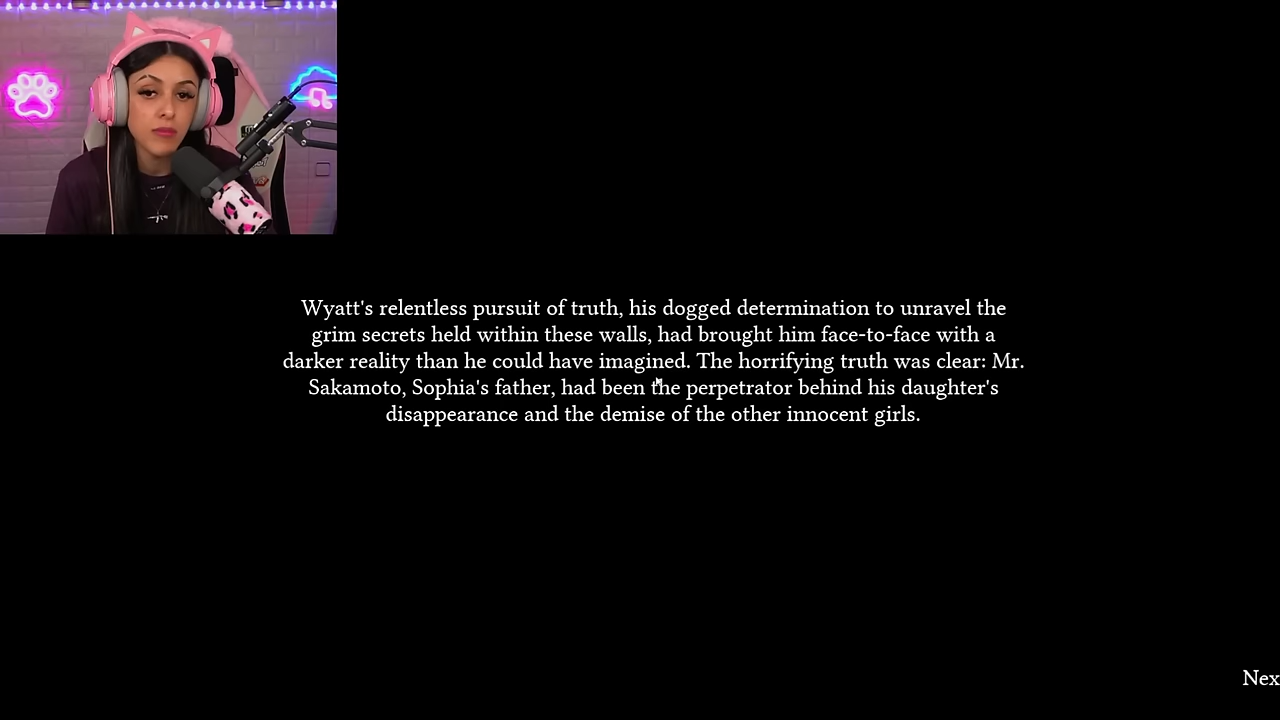 Wyatt's relentless pursuit of truth, his dogged determination to unravel the
grim secrets held within these walls, had brought him face-to-face with a
darker reality than he could have imagined. The horrifying truth was clear: Mr.
Sakamoto, Sophia's father, had been the perpetrator behind his daughter's
disappearance and the demise of the other innocent girls.
Nex